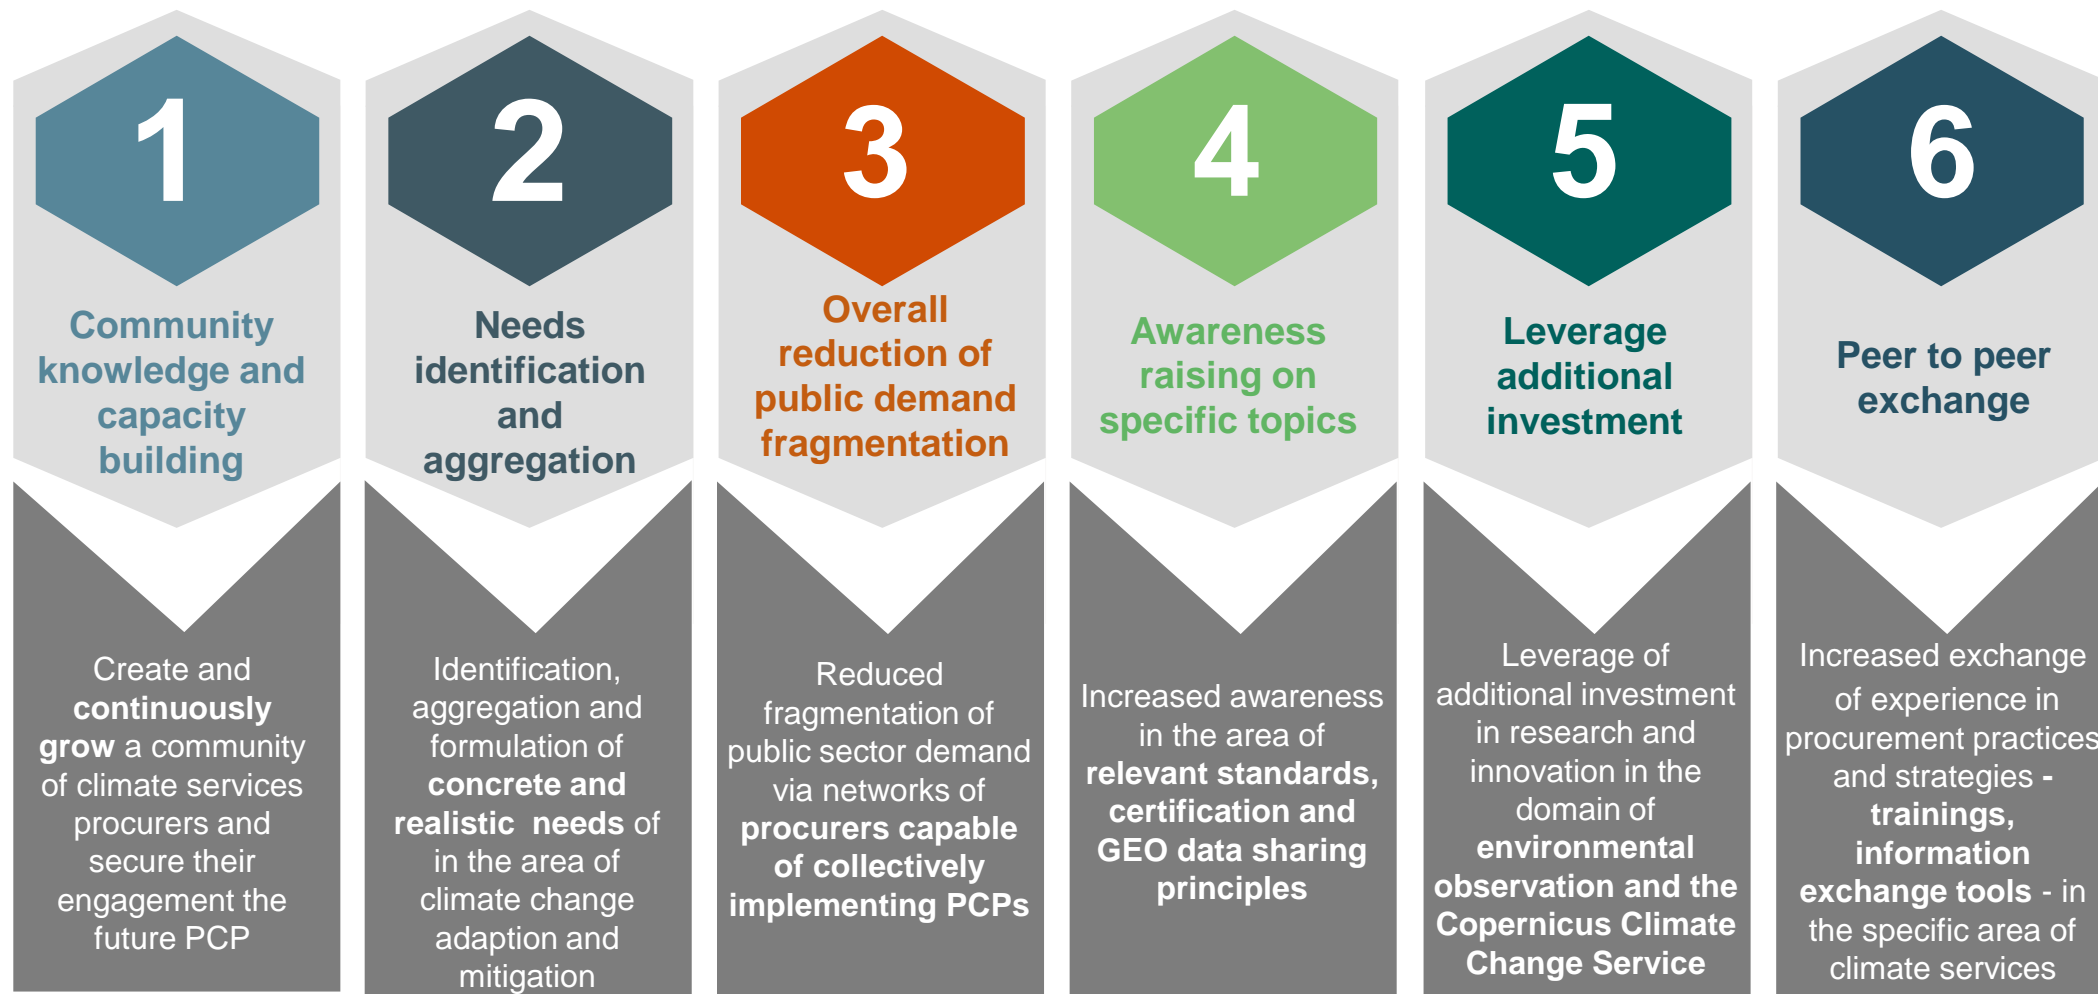 1
Community
knowledge and
capacity
building
Create and
continuously
grow a community
of climate services
procurers and
secure their
engagement the
future PCP
2
Needs
identification
and
aggregation
Identification,
aggregation and
formulation of
concrete and
realistic  needs of
in the area of
climate change
adaption and
mitigation
3
Overall
reduction of
public demand
fragmentation
Reduced
fragmentation of
public sector demand
via networks of
procurers capable
of collectively
implementing PCPs
4
Awareness
raising on
specific topics
Increased awareness
in the area of
relevant standards,
certification and
GEO data sharing
principles
5
Leverage
additional
investment
Leverage of
additional investment
in research and
innovation in the
domain of
environmental
observation and the
Copernicus Climate
Change Service
6
Peer to peer
exchange
Increased exchange
of experience in
procurement practices
and strategies -
trainings,
information
exchange tools - in
the specific area of
climate services